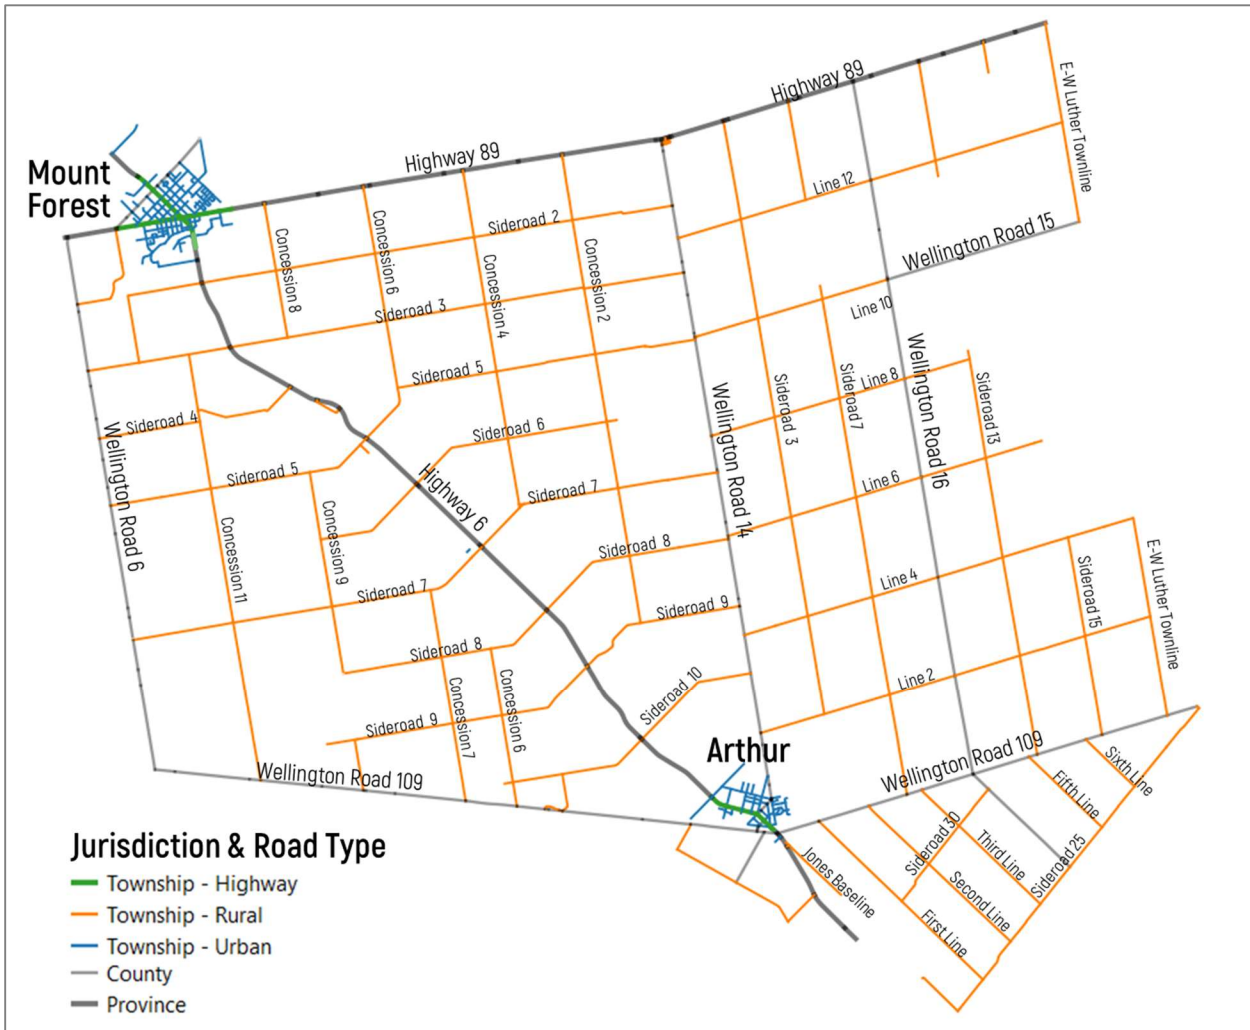 Highway 89
E-W Luther Townline
Mount
Forest
Highway 89
Line 12
Sideroad 2
Concession 8
Concession 6
Concession 4
Concession 2
Wellington Road 15
Sideroad 3
Line 10
Sideroad 5
Line 8
Wellington Road 16
Sideroad 3
Sideroad 7
Sideroad 13
Sideroad 4
Sideroad 6
Wellington Road 14
Wellington Road 6
Sideroad 5
Highway 6
Sideroad 7
Line 6
Concession 11
Concession 9
Sideroad 8
Line 4
Sideroad 15
E-W Luther Townline
Sideroad 7
Sideroad 9
Sideroad 8
Concession 7
Concession 6
Sideroad 10
Line 2
Sideroad 9
Arthur
Wellington Road 109
Wellington Road 109
Sixth Line
Fifth Line
Sideroad 30
Third Line
Sideroad 25
Jones Baseline
Second Line
First Line
Jurisdiction & Road Type
Township - Highway
Township - Rural
Township - Urban
County
Province